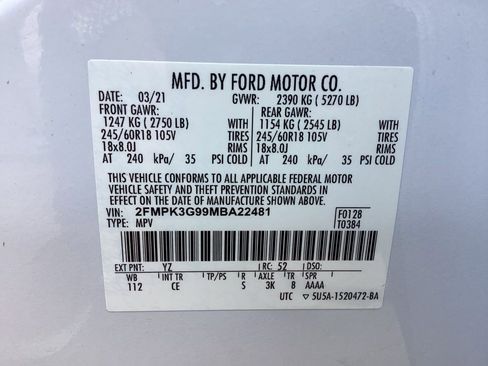 MFD. BY FORD MOTOR CO.
DATE: 03/21 GVWR: 2390 KG ( 5270 LB)
FRONT GAWR: REAR GAWR:
1247 KG ( 2750 LB) 1154 KG ( 2545 LB)
245/60R18 105V TIRES 245/60R18 105V TIRES
18x8.0J RIMS 18x8.0J RIMS
AT 240 kPa/ 35 PSI COLD AT 240 kPa/ 35 PSI COLD
THIS VEHICLE CONFORMS TO ALL APPLICABLE FEDERAL MOTOR
VEHICLE SAFETY AND THEFT PREVENTION STANDARDS IN
EFFECT ON THE DATE OF MANUFACTURE SHOWN ABOVE.
VIN: 2FMPK3G99MBA22481 F0128
TYPE: MPV T0384
EXT PNT: YZ RC: 52 DSO:
WB INT TR TP/PS R AXLE TR SPR
112 CE S 3K 8 AAAA
UTC ▽5U5A-1520472-BA